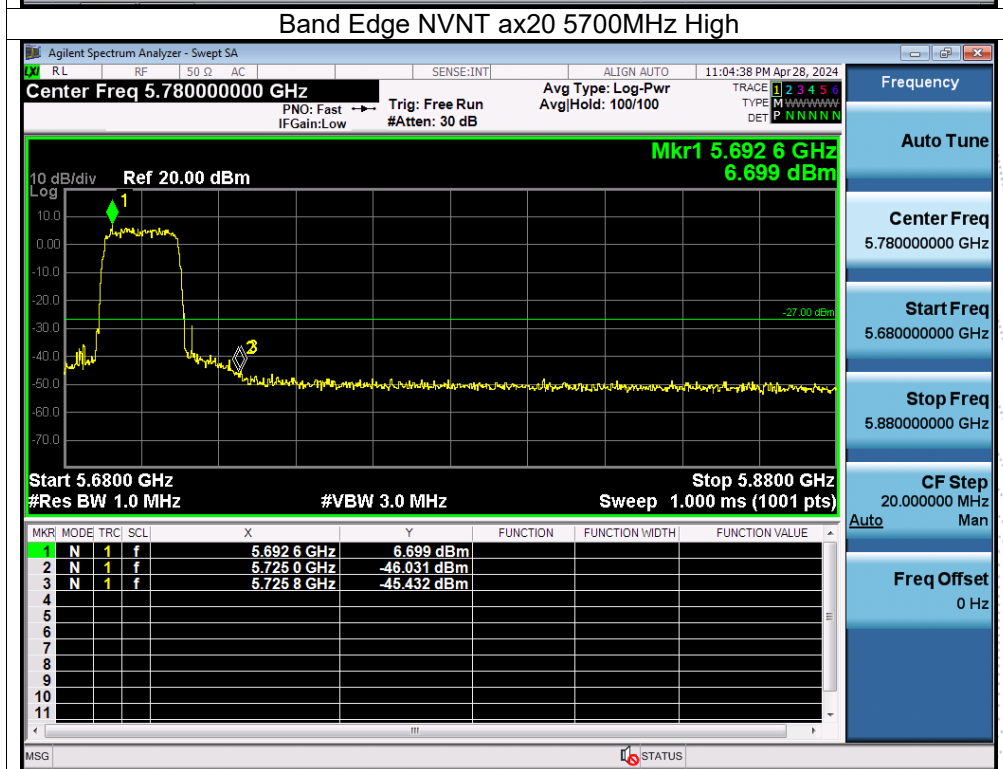 Band Edge NVNT ax20 5700MHz High
Agilent Spectrum Analyzer - Swept SA
LXI RL RF 50 Ω AC SENSE:INT ALIGN AUTO 11:04:38 PM Apr 28, 2024
Center Freq 5.780000000 GHz Avg Type: Log-Pwr TRACE 1 2 3 4 5 6
PNO: Fast Trig: Free Run Avg|Hold: 100/100 TYPE M WWWWW
IFGain:Low #Atten: 30 dB DET P N N N N N
Mkr1 5.692 6 GHz
10 dB/div Ref 20.00 dBm 6.699 dBm
Log
1
10.0
0.00
-10.0
-20.0
-27.00 dBm
-30.0
-40.0
-50.0
-60.0
-70.0
Start 5.6800 GHz Stop 5.8800 GHz
#Res BW 1.0 MHz #VBW 3.0 MHz Sweep 1.000 ms (1001 pts)
MKR MODE TRC SCL X Y FUNCTION FUNCTION WIDTH FUNCTION VALUE
1 N 1 f 5.692 6 GHz 6.699 dBm
2 N 1 f 5.725 0 GHz -46.031 dBm
3 N 1 f 5.725 8 GHz -45.432 dBm
4
5
6
7
8
9
10
11
MSG STATUS
Frequency
Auto Tune
Center Freq
5.780000000 GHz
Start Freq
5.680000000 GHz
Stop Freq
5.880000000 GHz
CF Step
20.000000 MHz
Auto Man
Freq Offset
0 Hz